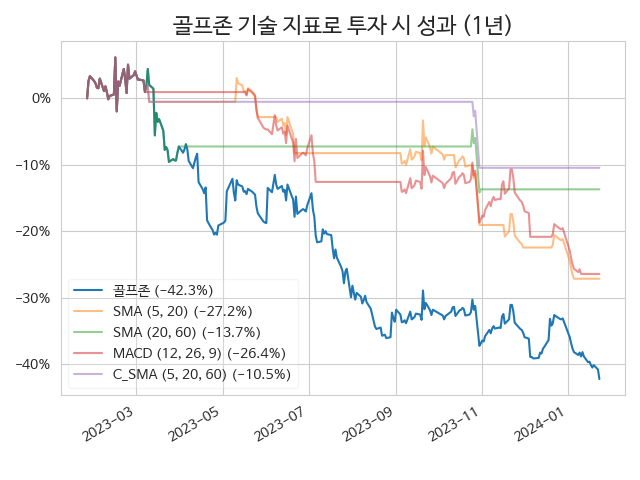 골프존 기술 지표로 투자 시 성과 (1년)
0%
−10%
−20%
−30%
−40%
골프존 (−42.3%)
SMA (5, 20) (−27.2%)
SMA (20, 60) (−13.7%)
MACD (12, 26, 9) (−26.4%)
C_SMA (5, 20, 60) (−10.5%)
2023−03
2023−05
2023−07
2023−09
2023−11
2024−01